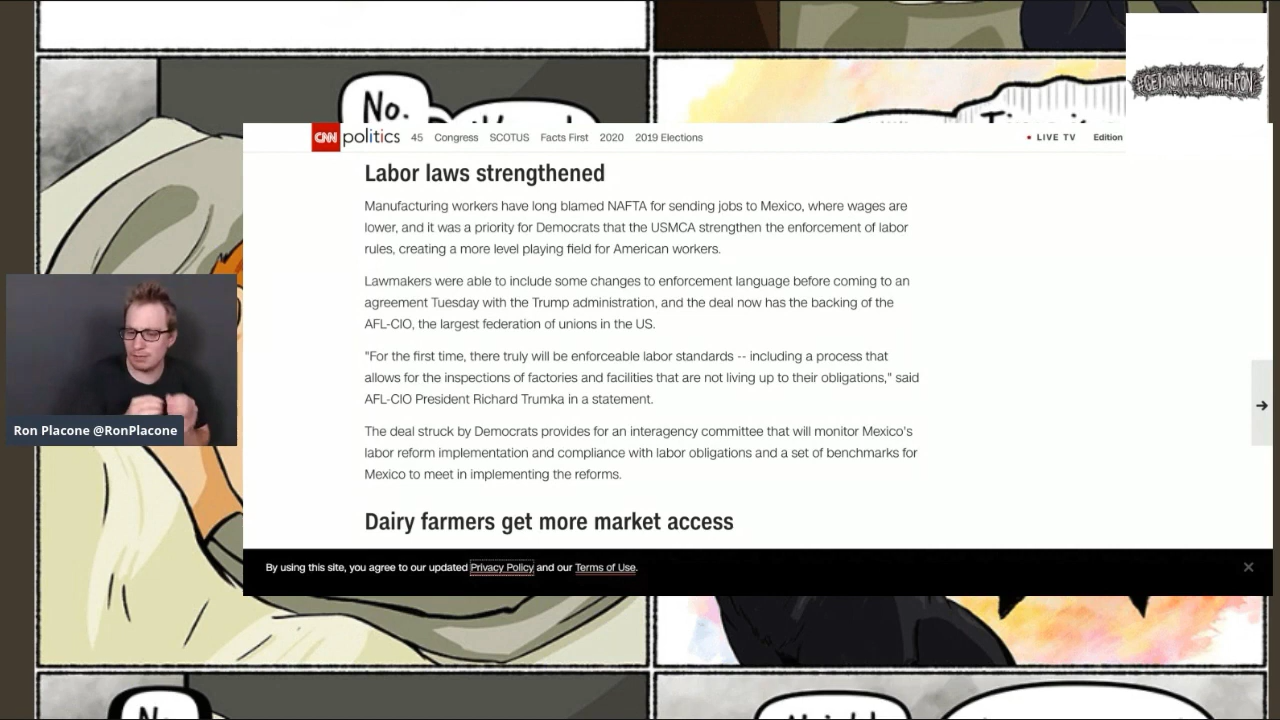 No.
#GETYOURNEWSONWITHRON
CNN politics 45 Congress SCOTUS Facts First 2020 2019 Elections LIVE TV Edition
Labor laws strengthened
Manufacturing workers have long blamed NAFTA for sending jobs to Mexico, where wages are
lower, and it was a priority for Democrats that the USMCA strengthen the enforcement of labor
rules, creating a more level playing field for American workers.
Lawmakers were able to include some changes to enforcement language before coming to an
agreement Tuesday with the Trump administration, and the deal now has the backing of the
AFL-CIO, the largest federation of unions in the US.
"For the first time, there truly will be enforceable labor standards -- including a process that
allows for the inspections of factories and facilities that are not living up to their obligations," said
AFL-CIO President Richard Trumka in a statement.
Ron Placone @RonPlacone
The deal struck by Democrats provides for an interagency committee that will monitor Mexico's
labor reform implementation and compliance with labor obligations and a set of benchmarks for
Mexico to meet in implementing the reforms.
Dairy farmers get more market access
By using this site, you agree to our updated Privacy Policy and our Terms of Use.
No